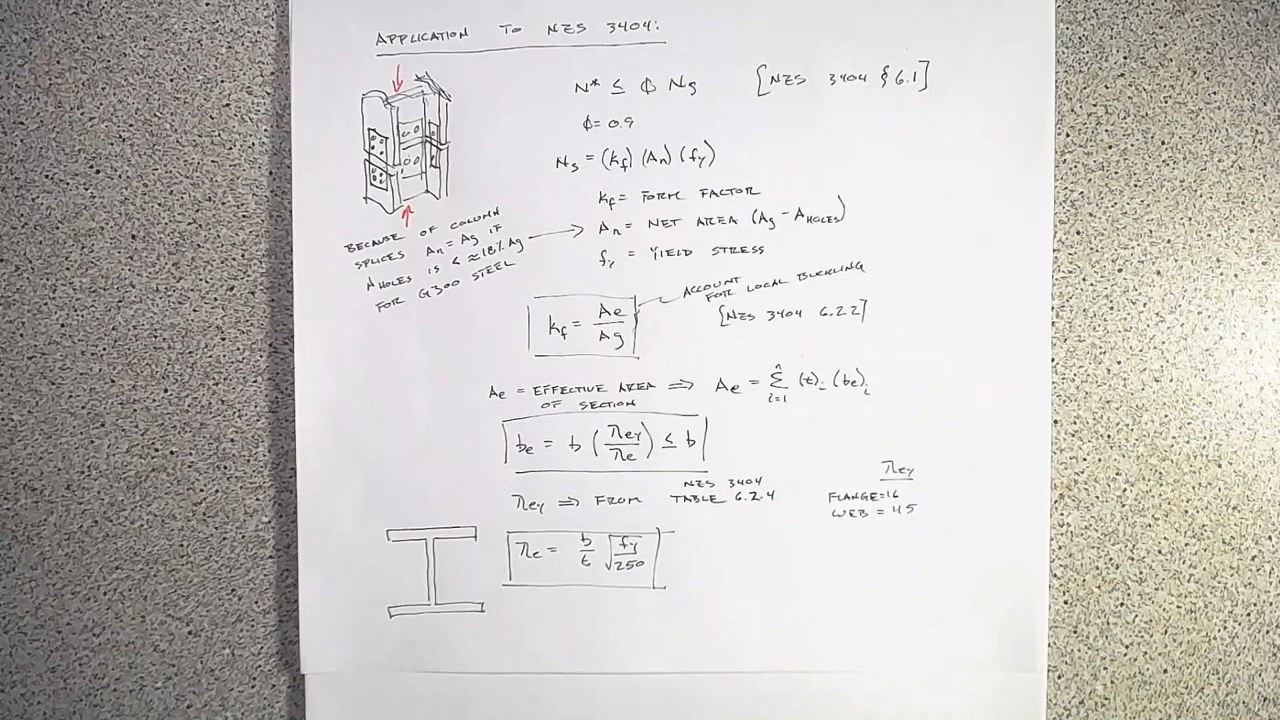 APPLICATION TO NZS 3404:
N* ≤ ϕ Ns [NZS 3404 § 6.1]
ϕ = 0.9
Ns = (kf) (An) (fy)
kf = FORM FACTOR
An = NET AREA (Ag - AHOLES)
fy = YIELD STRESS
BECAUSE OF COLUMN
SPLICES An = Ag IF
AHOLES IS < ≈18% Ag
FOR G300 STEEL
kf = Ae/Ag
ACCOUNT
FOR LOCAL BUCKLING
[NZS 3404 6.2.2]
Ae = EFFECTIVE AREA ⇒ Ae = Σ i=1 n (t)i (be)i
OF SECTION
be = b (λey/λe) ≤ b
λey ⇒ FROM NZS 3404
TABLE 6.2.4
λey
FLANGE=16
WEB = 45
λe = b/t √fy/250